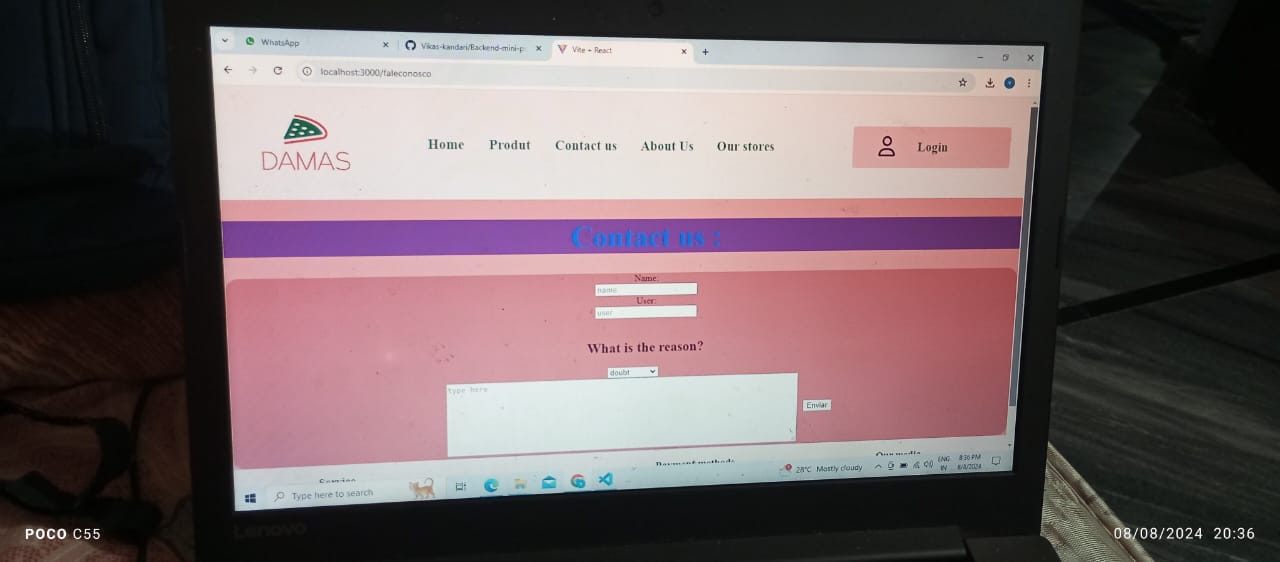 WhatsApp
Vikas-kandari/Backend-mini-p
Vite + React
localhost:3000/faleconosco
DAMAS
Home Produt Contact us About Us Our stores
Login
Contact us :
Name:
name
User:
user
What is the reason?
doubt
type here
Enviar
Payment methods
Type here to search
28°C Mostly cloudy
ENG 8:36 PM
IN 8/8/2024
Lenovo
POCO C55
08/08/2024 20:36